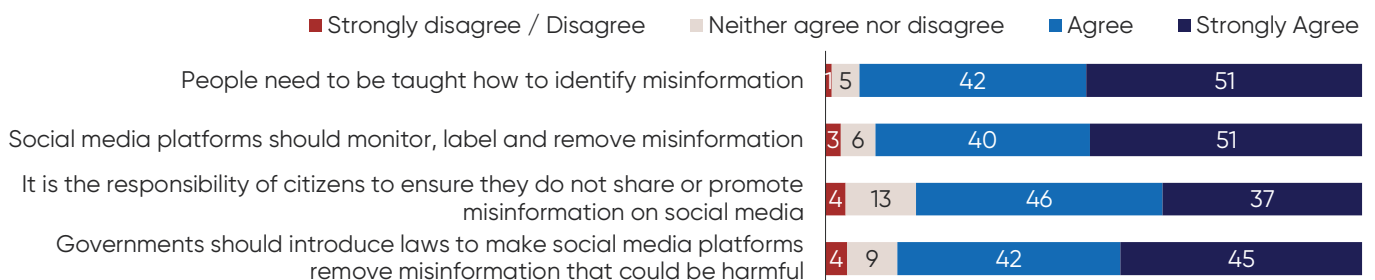 Strongly disagree / Disagree Neither agree nor disagree Agree Strongly Agree
People need to be taught how to identify misinformation 1 5 42 51
Social media platforms should monitor, label and remove misinformation 3 6 40 51
It is the responsibility of citizens to ensure they do not share or promote
misinformation on social media 4 13 46 37
Governments should introduce laws to make social media platforms
remove misinformation that could be harmful 4 9 42 45